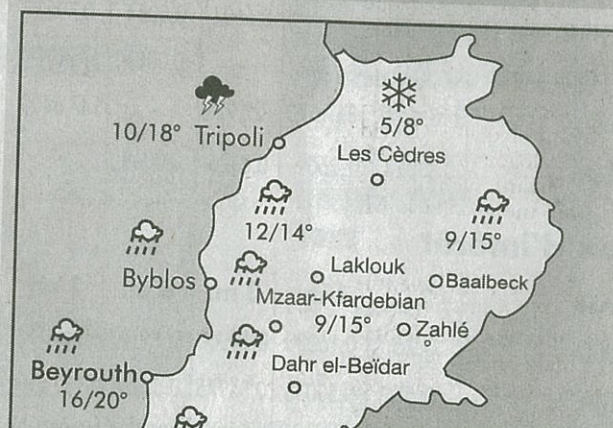 5/8°
10/18° Tripoli
Les Cèdres
12/14°
9/15°
Laklouk
Byblos
Baalbeck
Mzaar-Kfardebian
9/15°
Zahlé
Dahr el-Beïdar
Beyrouth
16/20°